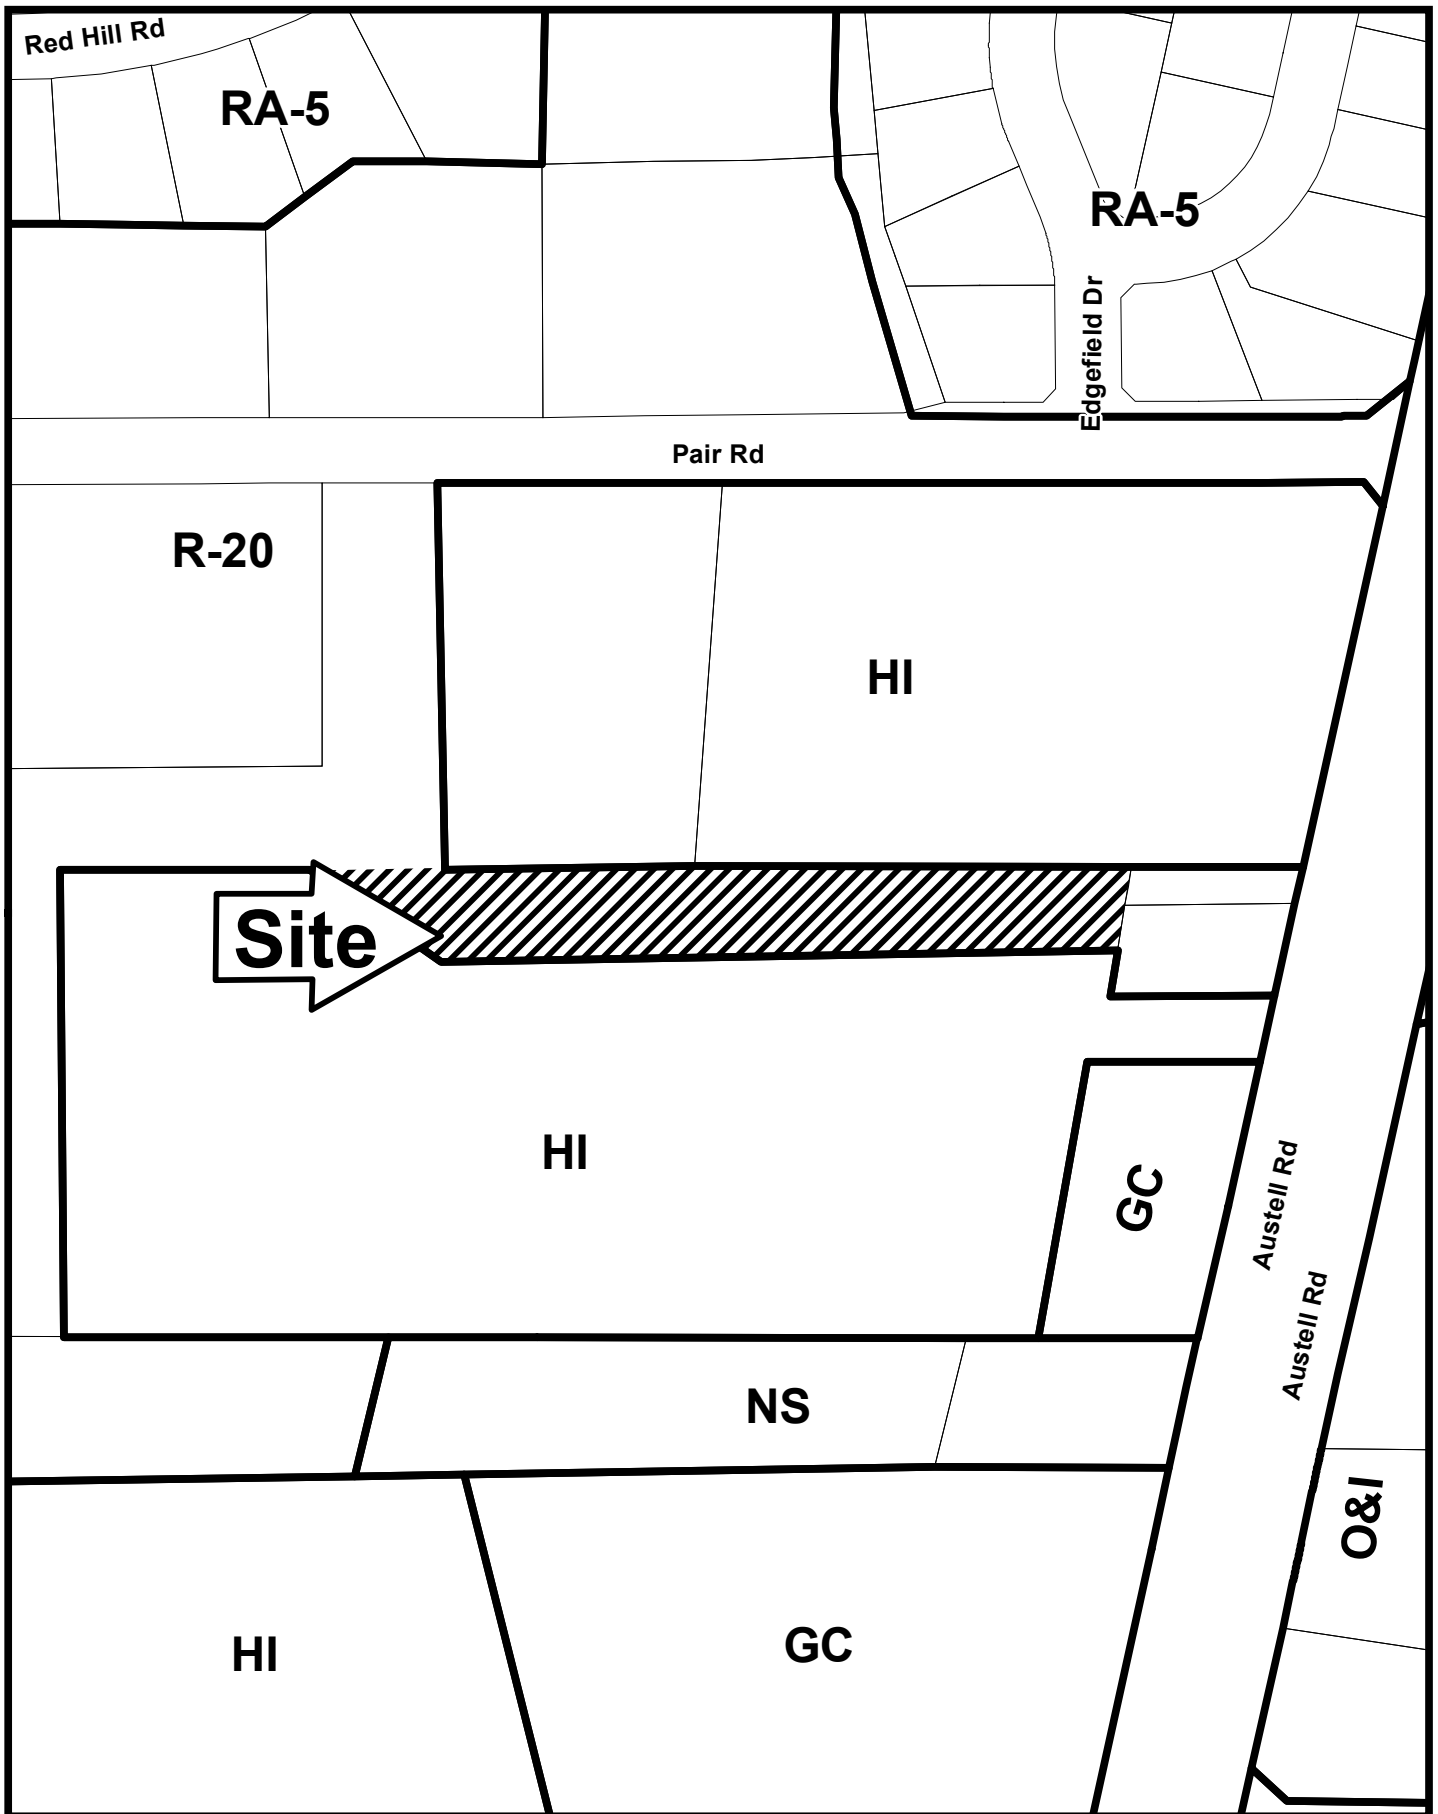 Red Hill Rd
RA-5
RA-5
Edgefield Dr
Pair Rd
R-20
HI
Site
HI
GC
Austell Rd
Austell Rd
NS
O&I
HI
GC